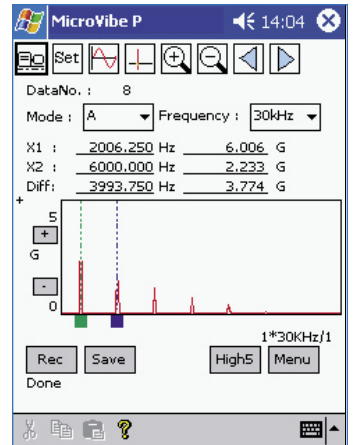 MicroVibe P 14:04
Set
DataNo. : 8
Mode : A Frequency : 30kHz
X1 : 2006.250 Hz 6.006 G
X2 : 6000.000 Hz 2.233 G
Diff: 3993.750 Hz 3.774 G
+
5
+
G
-
0
1*30KHz/1
Rec Save High5 Menu
Done